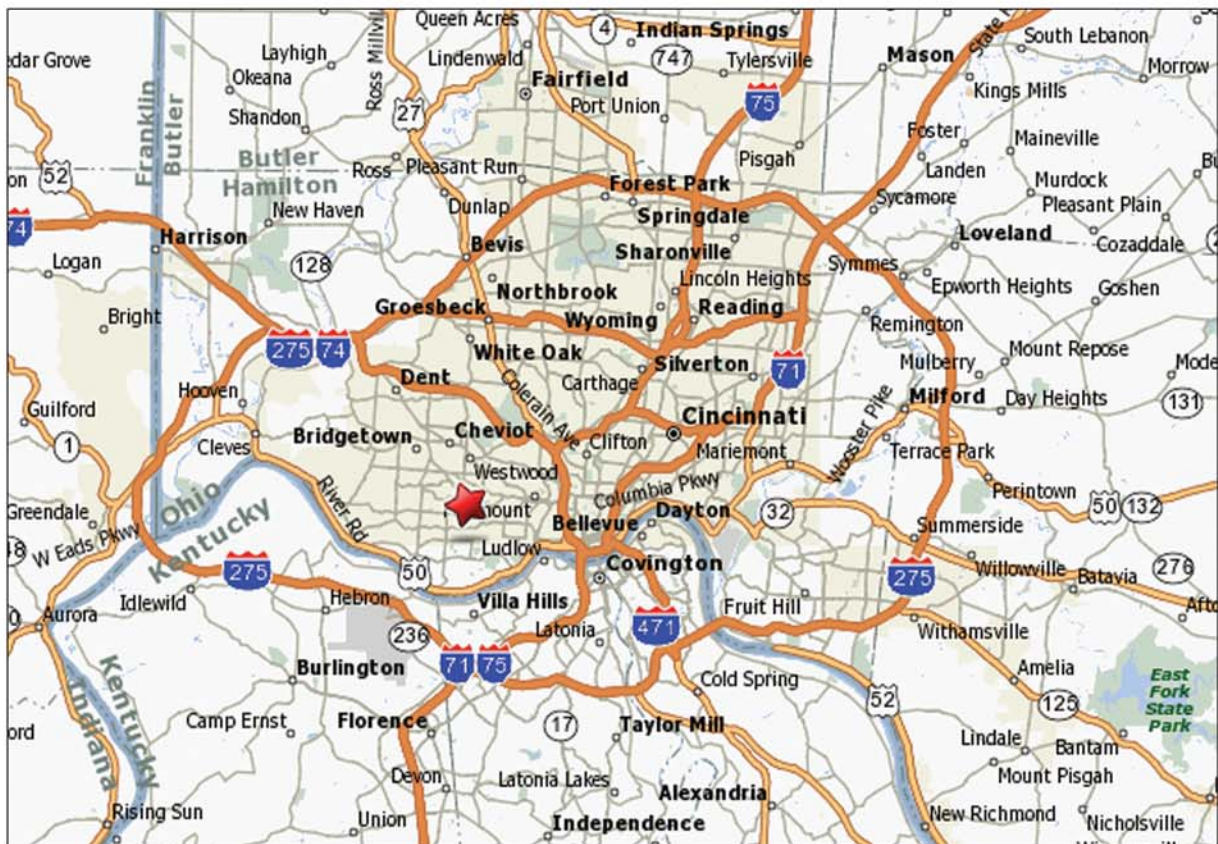 Queen Acres
4
Indian Springs
State R
South Lebanon
edar Grove
Layhigh
Ross Millvil
Lindenwald
747
Tylersville
Mason
Morrow
Okeana
Fairfield
Kings Mills
Franklin
Butler
27
Port Union
75
Shandon
Foster
Maineville
Pisgah
52
Butler
Hamilton
Ross
Pleasant Run
Landen
Murdock
Forest Park
Sycamore
Pleasant Plain
74
New Haven
Dunlap
Springdale
Harrison
Bevis
Sharonville
Loveland
Cozaddale
Logan
128
Symmes
Lincoln Heights
Epworth Heights
Goshen
Northbrook
Bright
Groesbeck
Wyoming
Reading
Remington
275
74
White Oak
Silverton
71
Mulberry
Mount Repose
Mode
Hooven
Dent
Colerain Ave
Carthage
Milford
Day Heights
131
Guilford
Cincinnati
Wooster Pike
1
Bridgetown
Cheviot
Clifton
Cleves
Mariemont
Terrace Park
Westwood
Perintown
Columbia Pkwy
River Rd
Ohio
Kentucky
Greendale
mount
Dayton
32
50
132
W Eads Pkwy
Bellevue
Summerside
48
Ludlow
275
50
Covington
275
Willowville
Batavia
276
Idlewild
Hebron
Villa Hills
Fruit Hill
Afto
Aurora
236
Latonia
471
Withamsville
Burlington
71
75
Cold Spring
Amelia
East
Fork
State
Park
Kentucky
Indiana
52
125
ord
Camp Ernst
Florence
17
Taylor Mill
Lindale
Bantam
Devon
Latonia Lakes
Mount Pisgah
Alexandria
Rising Sun
Union
Independence
New Richmond
Nicholsville